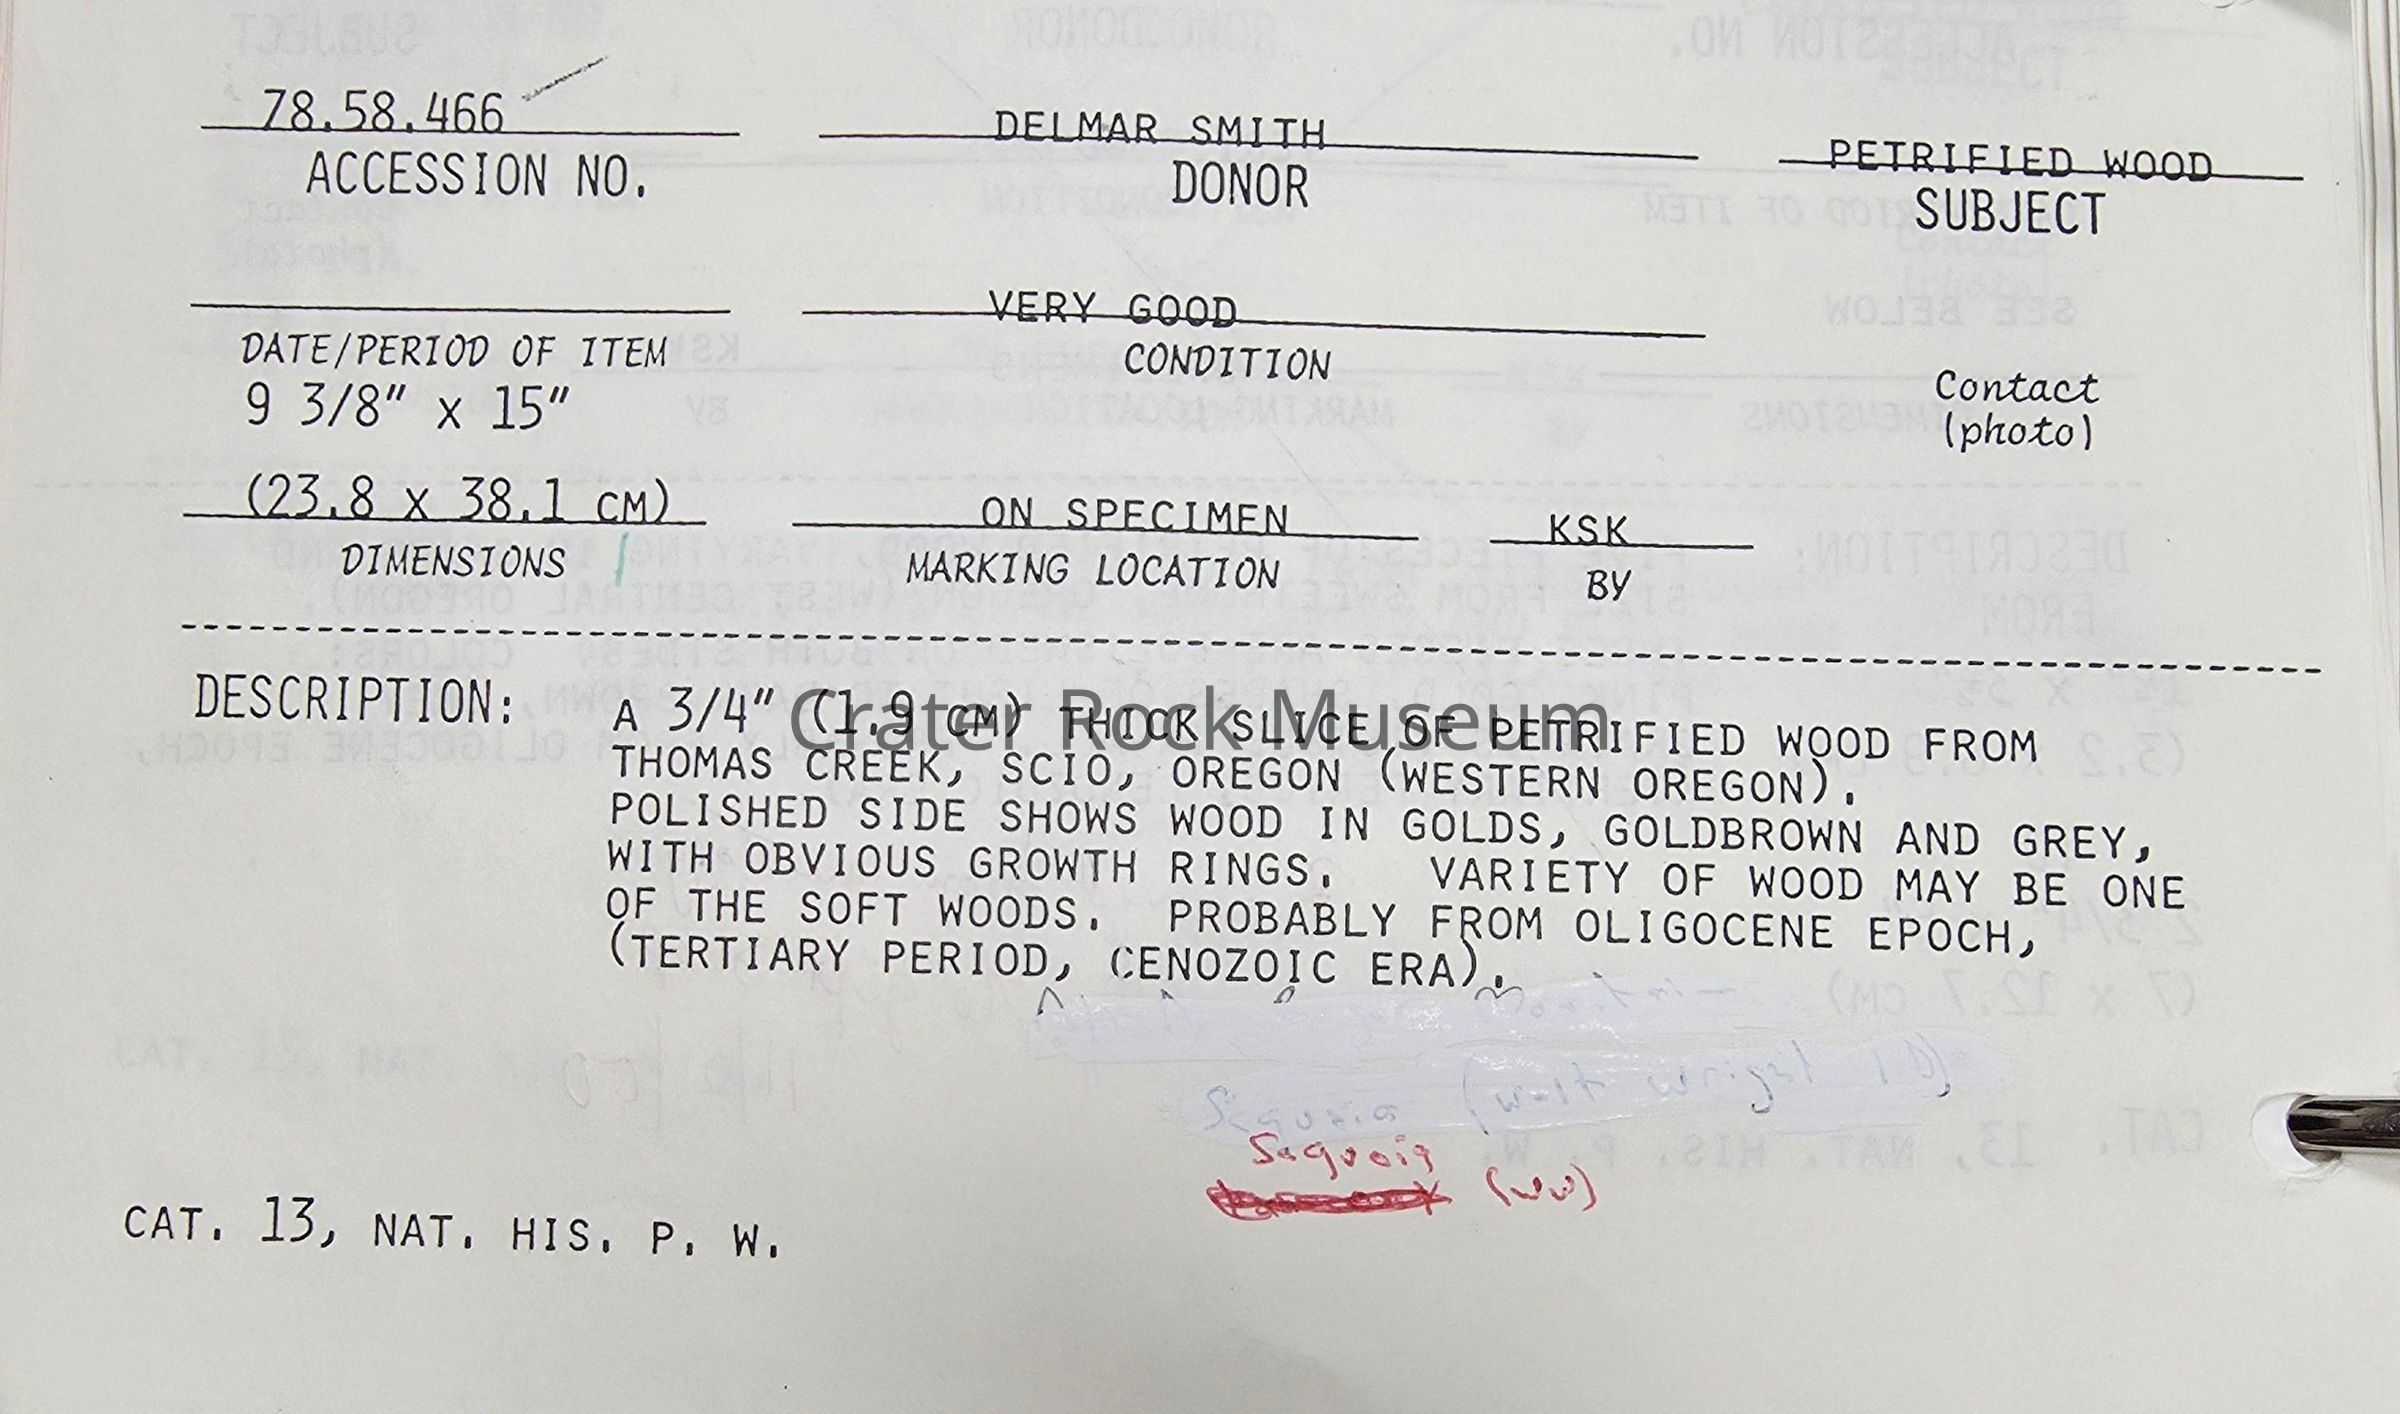 78.58.466
ACCESSION NO.
DELMAR SMITH
DONOR
PETRIFIED WOOD
SUBJECT
DATE/PERIOD OF ITEM
VERY GOOD
CONDITION
Contact
(photo)
9 3/8" x 15"
(23.8 x 38.1 CM)
DIMENSIONS
ON SPECIMEN
MARKING LOCATION
KSK
BY
DESCRIPTION: A 3/4" (1.9 CM) THICK SLICE OF PETRIFIED WOOD FROM
THOMAS CREEK, SCIO, OREGON (WESTERN OREGON).
POLISHED SIDE SHOWS WOOD IN GOLDS, GOLDBROWN AND GREY,
WITH OBVIOUS GROWTH RINGS. VARIETY OF WOOD MAY BE ONE
OF THE SOFT WOODS. PROBABLY FROM OLIGOCENE EPOCH,
(TERTIARY PERIOD, CENOZOIC ERA).
Sequoia (Walt Wright ID)
Sequoia
(WW)
CAT. 13, NAT. HIS. P. W.
Crater Rock Museum